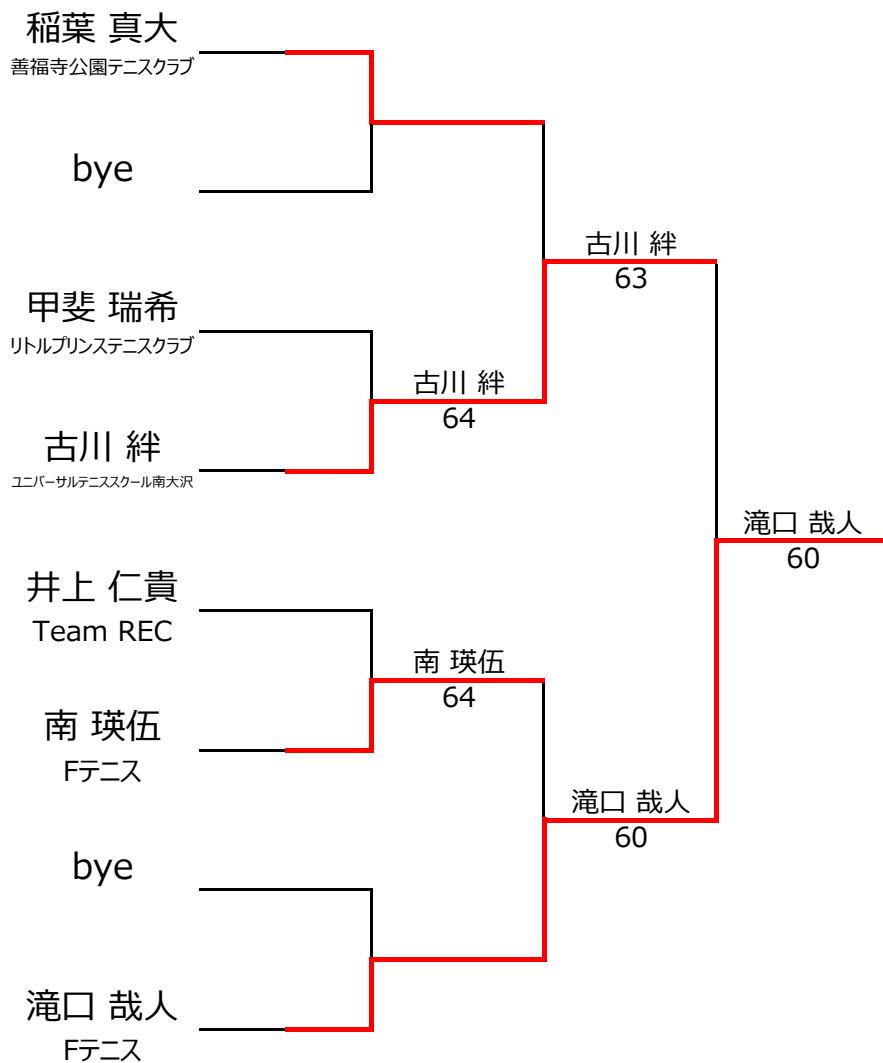 稲葉 真大
善福寺公園テニスクラブ
bye
甲斐 瑞希
リトルプリンステニスクラブ
古川 絆
ユニバーサルテニススクール南大沢
井上 仁貴
Team REC
南 瑛伍
Fテニス
bye
滝口 哉人
Fテニス
古川 絆
64
南 瑛伍
64
古川 絆
63
滝口 哉人
60
滝口 哉人
60